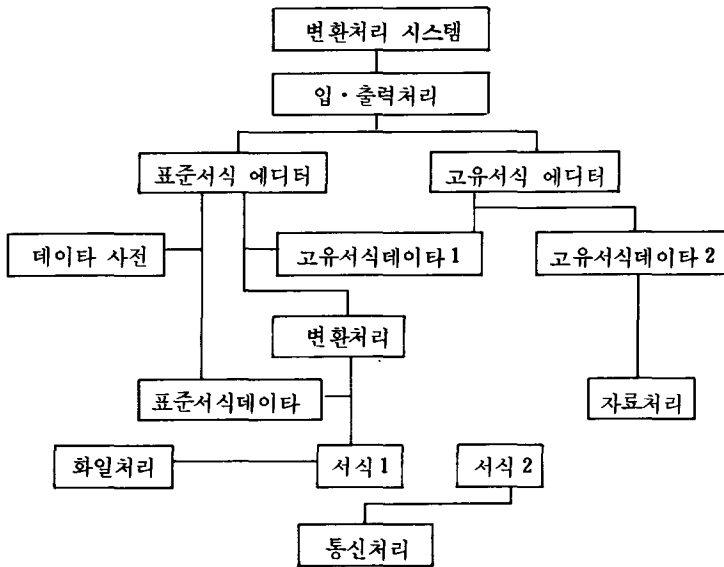 변환처리 시스템
입·출력처리
표준서식 에디터
고유서식 에디터
데이타 사전
고유서식데이타 1
고유서식데이타 2
변환처리
표준서식데이타
자료처리
화일처리
서식 1
서식 2
통신처리